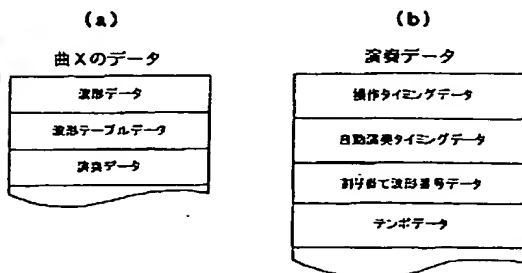 (a)
曲Xのデータ
波形データ
波形テーブルデータ
演奏データ
(b)
演奏データ
操作タイミングデータ
自動演奏タイミングデータ
割り当て波形番号データ
テンポデータ